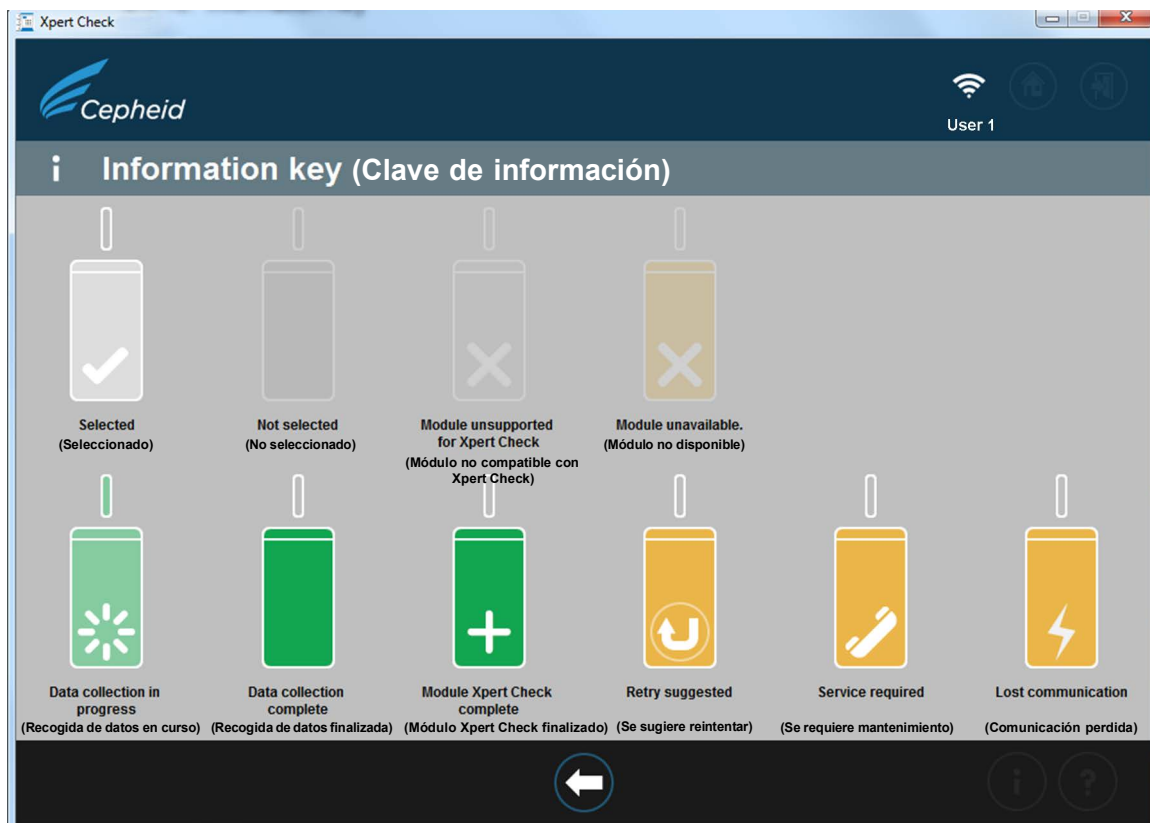 Xpert Check
Cepheid
User 1
i Information key (Clave de información)
Selected
(Seleccionado)
Not selected
(No seleccionado)
Module unsupported
for Xpert Check
(Módulo no compatible con
Xpert Check)
Module unavailable.
(Módulo no disponible)
Data collection in
progress
(Recogida de datos en curso)
Data collection
complete
(Recogida de datos finalizada)
Module Xpert Check
complete
(Módulo Xpert Check finalizado)
Retry suggested
(Se sugiere reintentar)
Service required
(Se requiere mantenimiento)
Lost communication
(Comunicación perdida)
i ?